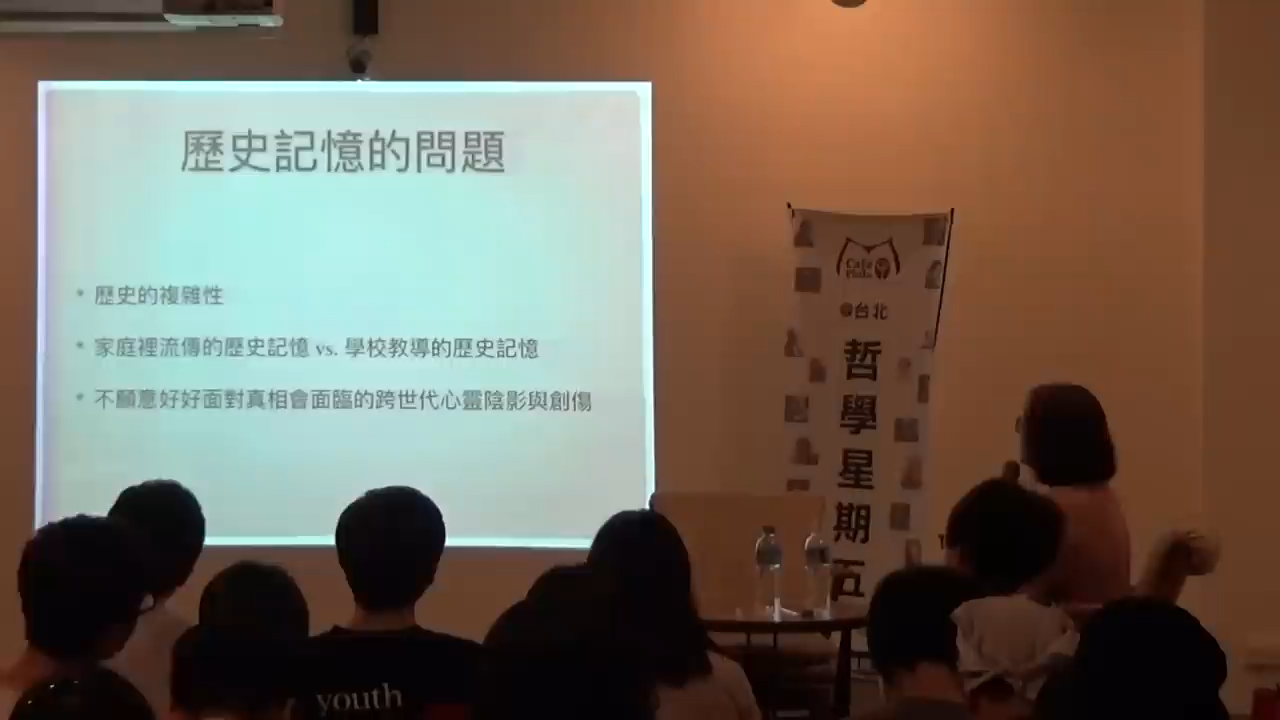 歷史記憶的問題
• 歷史的複雜性
• 家庭裡流傳的歷史記憶 vs. 學校教導的歷史記憶
• 不願意好好面對真相會面臨的跨世代心靈陰影與創傷
Café
Philo
@台北
哲學星期五
youth